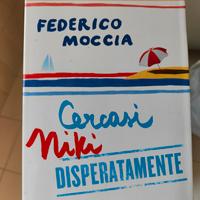 FEDERICO
MOCCIA
Cercasi
Niki
DISPERATAMENTE